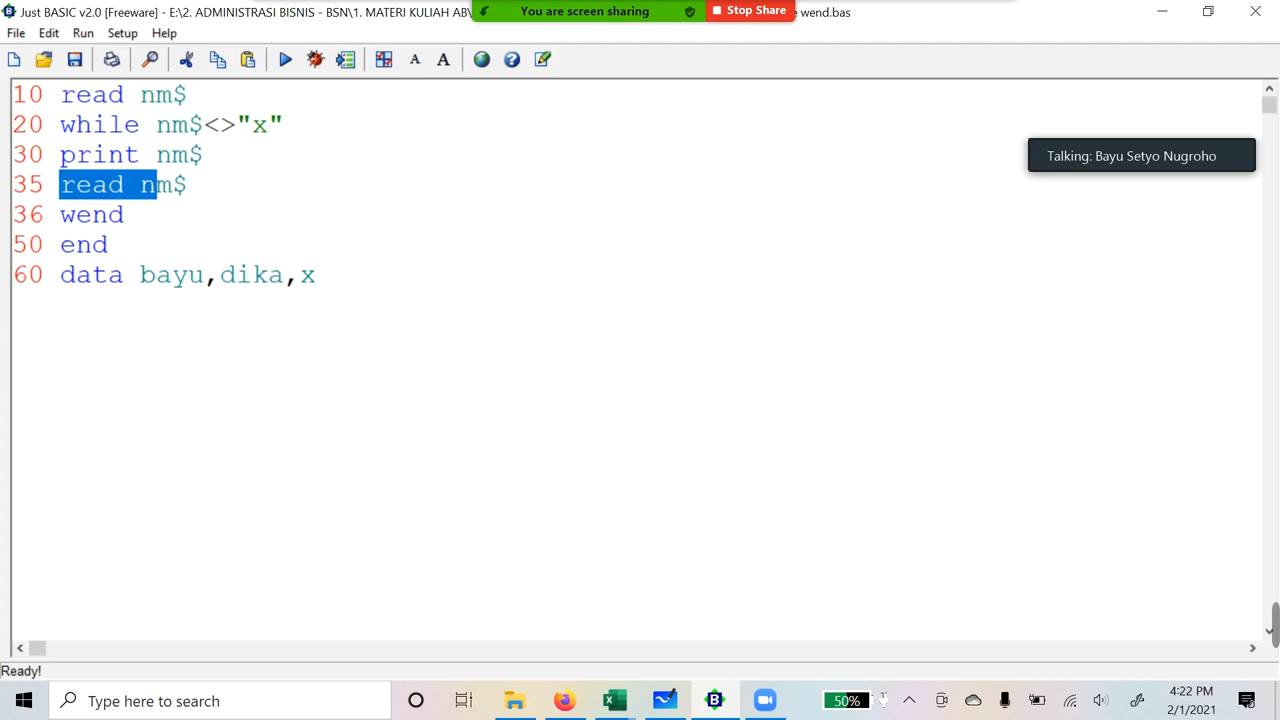 Just BASIC v2.0 [Freeware] - E:\2. ADMINISTRASI BISNIS - BSN\1. MATERI KULIAH AB\
You are screen sharing
Stop Share
wend.bas
File Edit Run Setup Help
A A
10 read nm$
20 while nm$<>"x"
30 print nm$
35 read nm$
36 wend
50 end
60 data bayu,dika,x
Talking: Bayu Setyo Nugroho
Ready!
Type here to search
50%
4:22 PM
2/1/2021